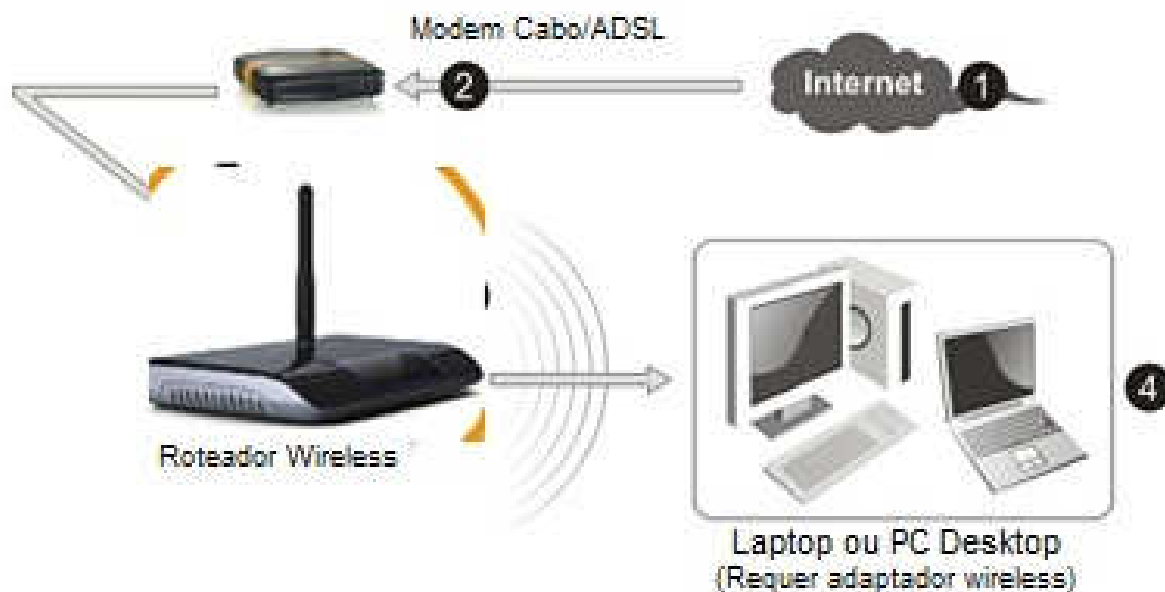 Modem Cabo/ADSL
2
Internet
1
Roteador Wireless
4
Laptop ou PC Desktop
(Requer adaptador wireless)